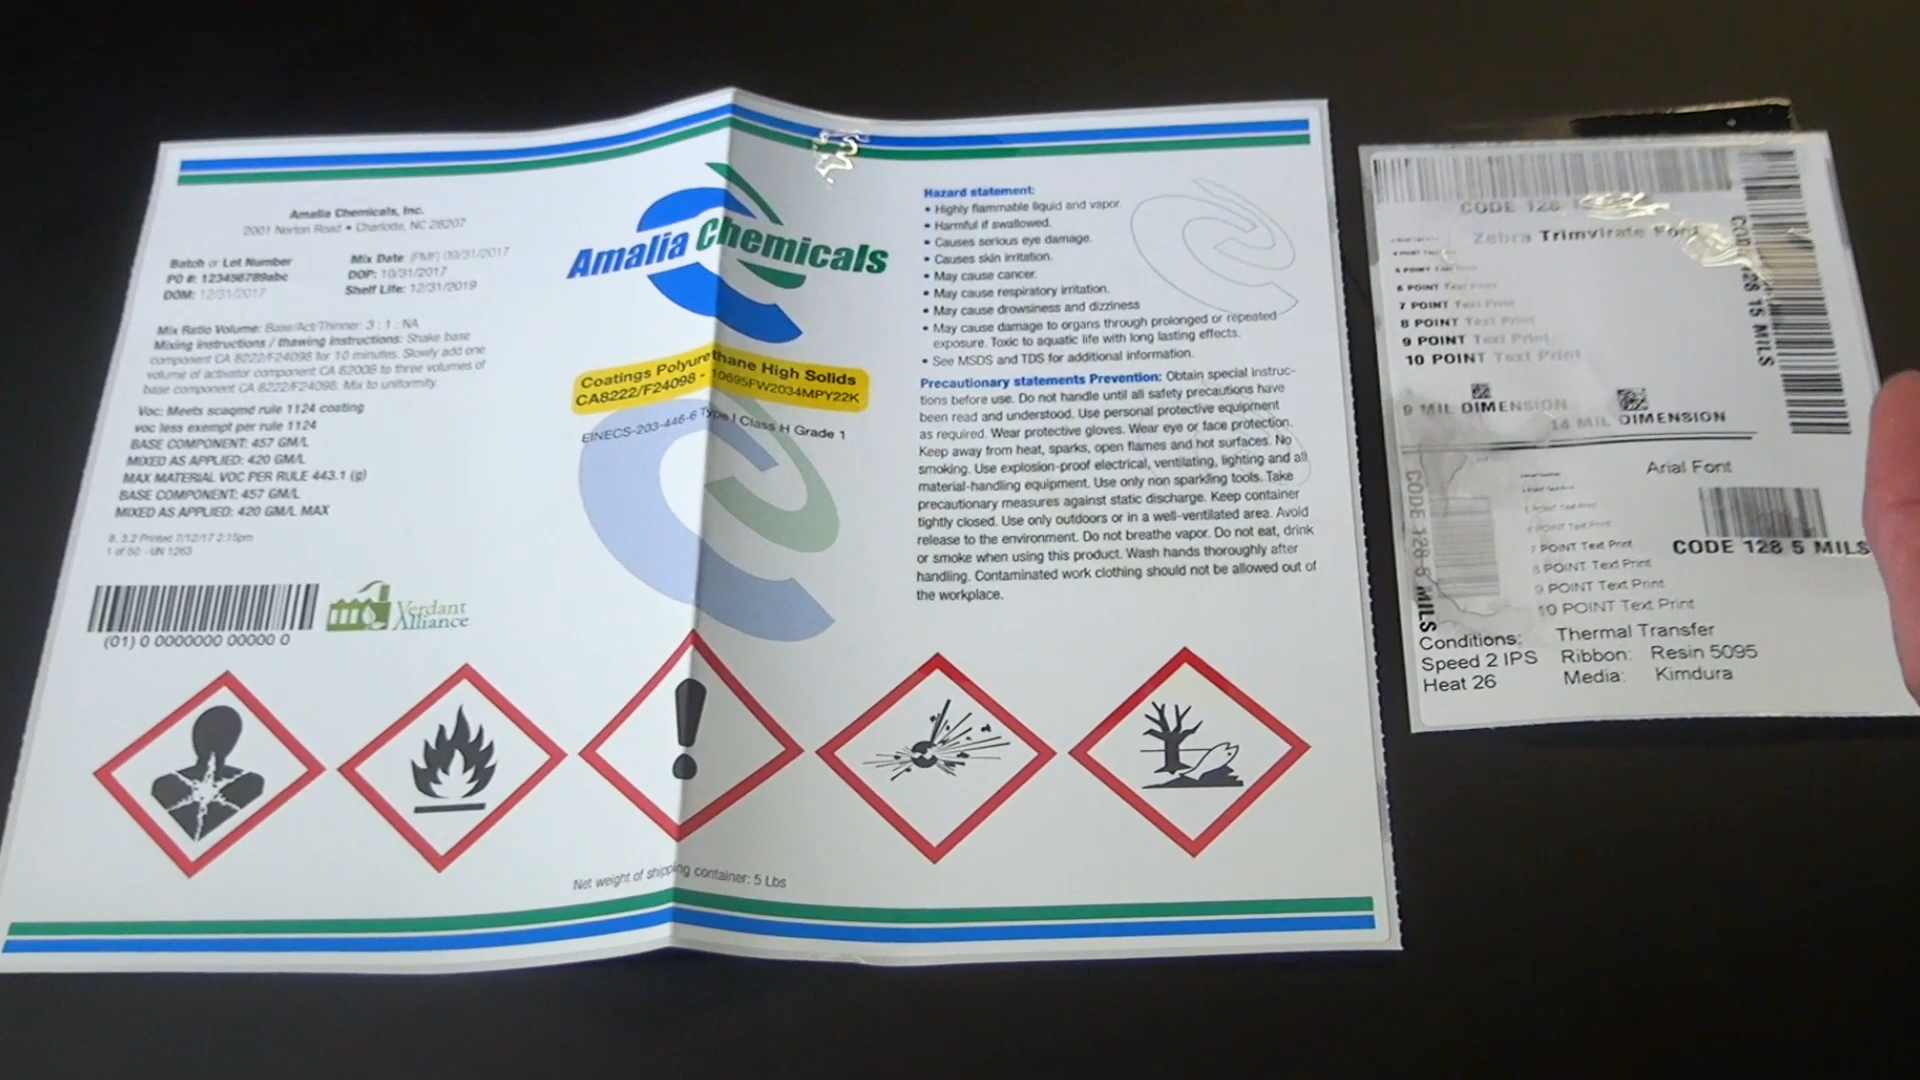 Amalia Chemicals, Inc.
2001 Norton Road • Charlotte, NC 28207
Batch or Lot Number
PO #: 123456789abc
DOM: 12/31/2017
Mix Date (FMF) 09/31/2017
DOP: 10/31/2017
Shelf Life: 12/31/2019
Mix Ratio Volume: Base/Act/Thinner: 3 : 1 : NA
Mixing instructions / thawing instructions: Shake base
component CA 8222/F24098 for 10 minutes. Slowly add one
volume of activator component CA 82008 to three volumes of
base component CA 8222/F24098. Mix to uniformity.
Voc: Meets scaqmd rule 1124 coating
voc less exempt per rule 1124
BASE COMPONENT: 457 GM/L
MIXED AS APPLIED: 420 GM/L
MAX MATERIAL VOC PER RULE 443.1 (g)
BASE COMPONENT: 457 GM/L
MIXED AS APPLIED: 420 GM/L MAX
8. 3.2 Printed 7/12/17 2:15pm
1 of 50 - UN 1263
(01) 0 0000000 00000 0
Verdant
Alliance
Amalia Chemicals
Coatings Polyurethane High Solids
CA8222/F24098 - 10695FW2034MPY22K
EINECS-203-446-6 Type I Class H Grade 1
Hazard statement:
• Highly flammable liquid and vapor.
• Harmful if swallowed.
• Causes serious eye damage.
• Causes skin irritation.
• May cause cancer.
• May cause respiratory irritation.
• May cause drowsiness and dizziness
• May cause damage to organs through prolonged or repeated
exposure. Toxic to aquatic life with long lasting effects.
• See MSDS and TDS for additional information.
Precautionary statements Prevention: Obtain special instruc-
tions before use. Do not handle until all safety precautions have
been read and understood. Use personal protective equipment
as required. Wear protective gloves. Wear eye or face protection.
Keep away from heat, sparks, open flames and hot surfaces. No
smoking. Use explosion-proof electrical, ventilating, lighting and all
material-handling equipment. Use only non sparkling tools. Take
precautionary measures against static discharge. Keep container
tightly closed. Use only outdoors or in a well-ventilated area. Avoid
release to the environment. Do not breathe vapor. Do not eat, drink
or smoke when using this product. Wash hands thoroughly after
handling. Contaminated work clothing should not be allowed out of
the workplace.
Net weight of shipping container: 5 Lbs
CODE 128
Zebra Trimvirate Font
6 POINT Text Print
7 POINT Text Print
8 POINT Text Print
9 POINT Text Print
10 POINT Text Print
15 MILS
9 MIL DIMENSION
14 MIL DIMENSION
Arial Font
7 POINT Text Print
8 POINT Text Print
9 POINT Text Print
10 POINT Text Print
CODE 128 5 MILS
CODE 128 5 MILS
Conditions: Thermal Transfer
Speed 2 IPS Ribbon: Resin 5095
Heat 26 Media: Kimdura